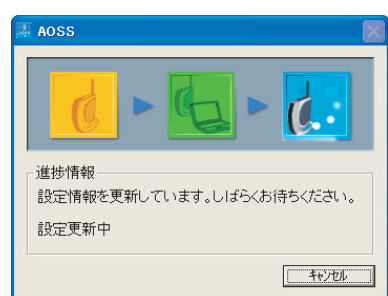 AOSS
進捗情報
設定情報を更新しています。しばらくお待ちください。
設定更新中
キャンセル